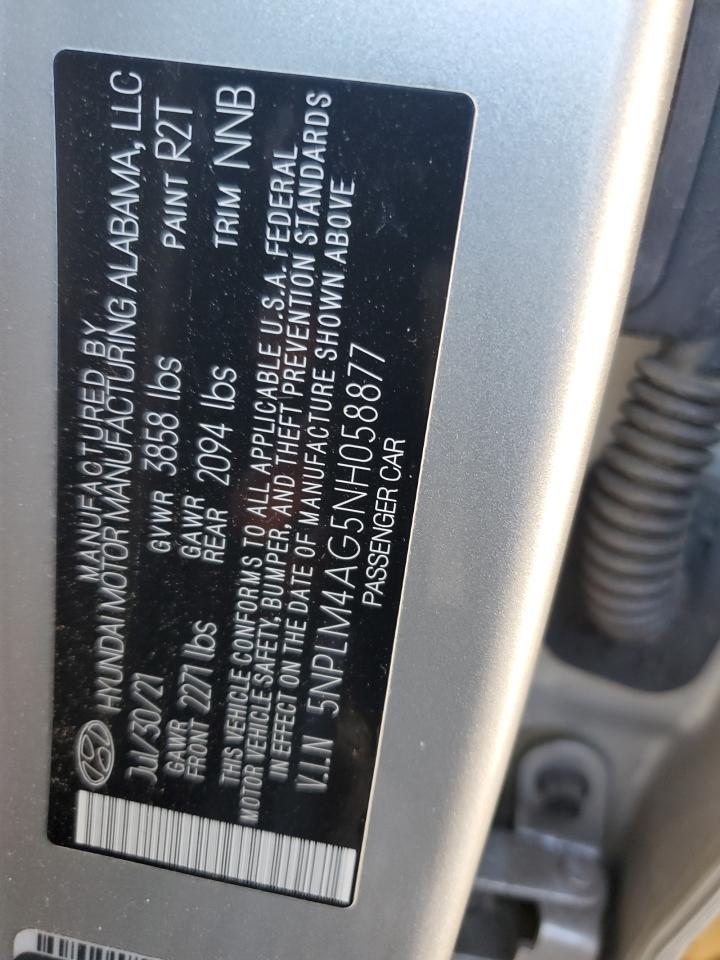 MANUFACTURED BY
HYUNDAI MOTOR MANUFACTURING ALABAMA, LLC
Jul/30/21 GVWR 3858 lbs PAINT R2T
GAWR FRONT 2271 lbs GAWR REAR 2094 lbs TRIM NNB
THIS VEHICLE CONFORMS TO ALL APPLICABLE U.S.A. FEDERAL
MOTOR VEHICLE SAFETY, BUMPER, AND THEFT PREVENTION STANDARDS
IN EFFECT ON THE DATE OF MANUFACTURE SHOWN ABOVE
V.I.N 5NPLM4AG5NH058877
PASSENGER CAR